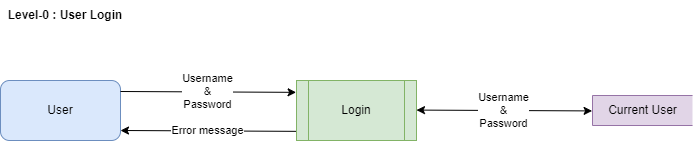 Level-0 : User Login
User
Username
&
Password
Error message
Login
Username
&
Password
Current User